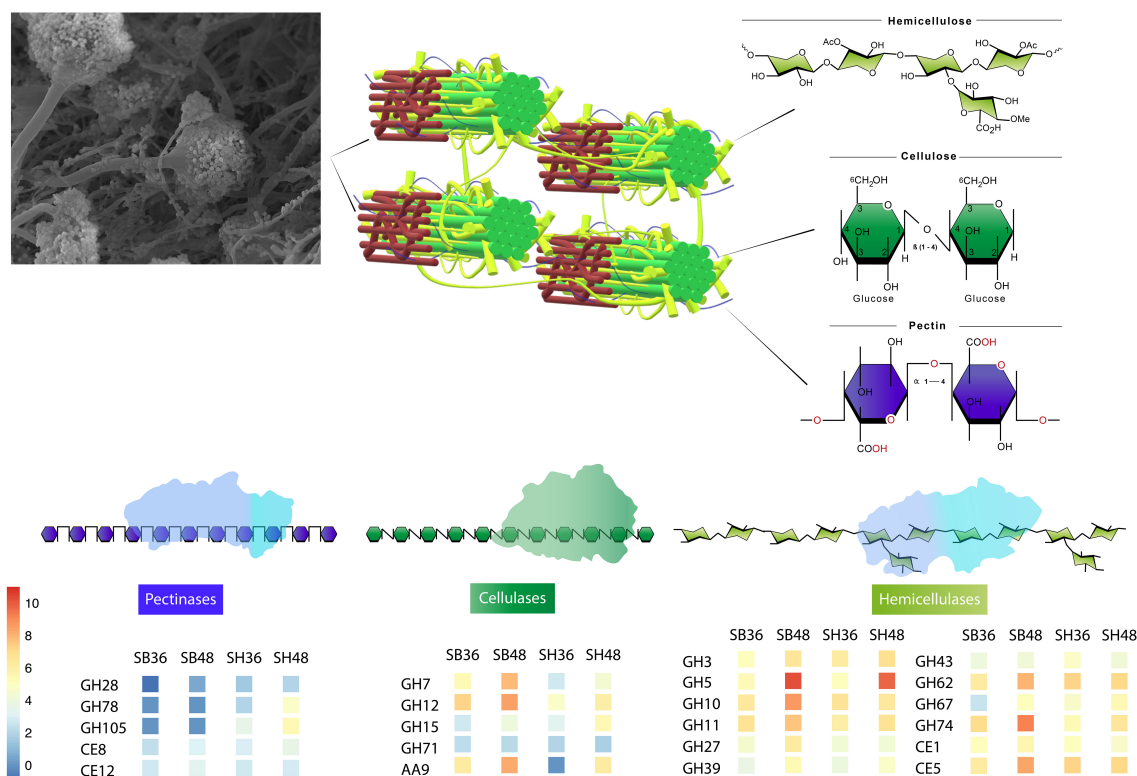 Hemicellulose
O
AcO
OH
OH
OAc
O
HO
OH
O
O
HO
O
O
HO
OH
OMe
CO₂H
Cellulose
⁶CH₂OH
⁶CH₂OH
3
O
3
O
4
OH
1
O
4
OH
1
ß (1 - 4)
OH
3
2
H
3
2
H
OH
OH
Glucose
Glucose
Pectin
OH
COOH
O
O
α 1 — 4
OH
OH
O
O
O
COOH
OH
Pectinases
Cellulases
Hemicellulases
10
8
6
4
2
0
SB36 SB48 SH36 SH48
GH28
GH78
GH105
CE8
CE12
SB36 SB48 SH36 SH48
GH7
GH12
GH15
GH71
AA9
SB36 SB48 SH36 SH48
GH3
GH5
GH10
GH11
GH27
GH39
SB36 SB48 SH36 SH48
GH43
GH62
GH67
GH74
CE1
CE5